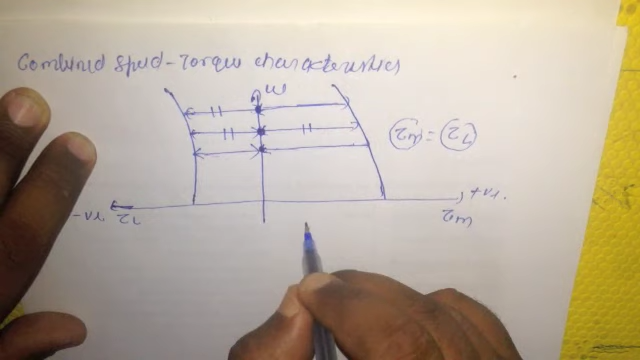 Combined Speed-Torque characteristics
ω
τm = τL
-ve. τL
τm +ve.